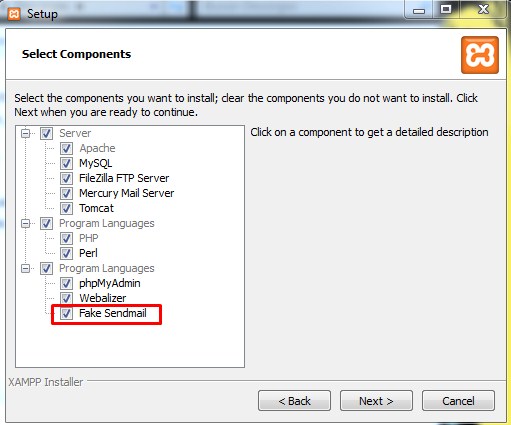 Setup
Select Components
Select the components you want to install; clear the components you do not want to install. Click
Next when you are ready to continue.
Server
Apache
MySQL
FileZilla FTP Server
Mercury Mail Server
Tomcat
Program Languages
PHP
Perl
Program Languages
phpMyAdmin
Webalizer
Fake Sendmail
Click on a component to get a detailed description
XAMPP Installer
< Back
Next >
Cancel